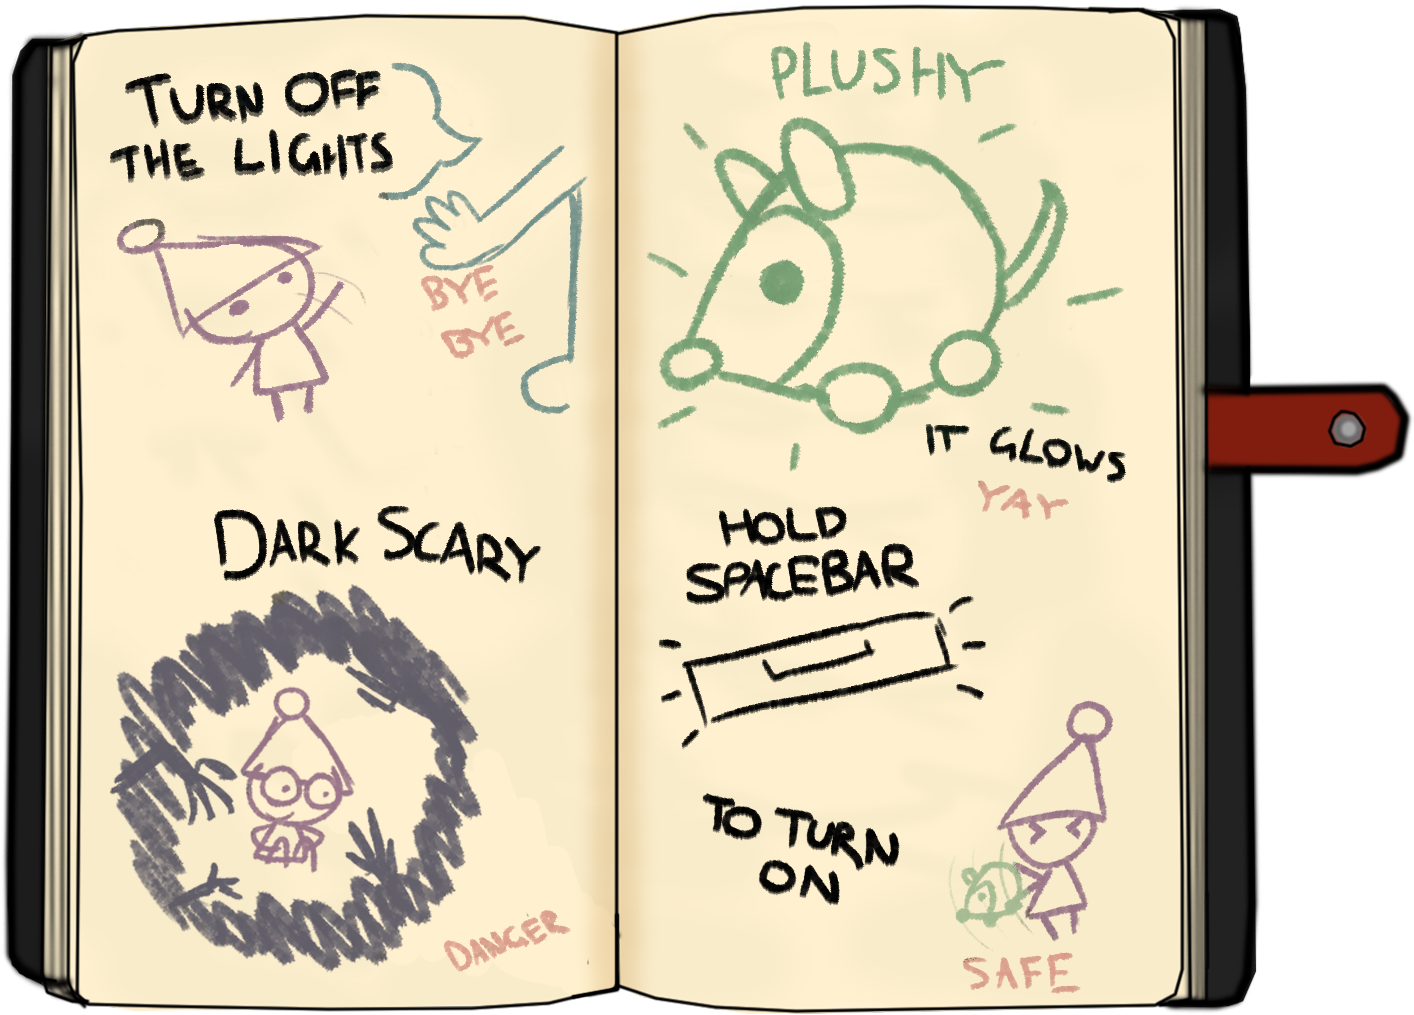 TURN OFF
THE LIGHTS
BYE
BYE
DARK SCARY
DANGER
PLUSHY
IT GLOWS
YAY
HOLD
SPACEBAR
TO TURN
ON
SAFE